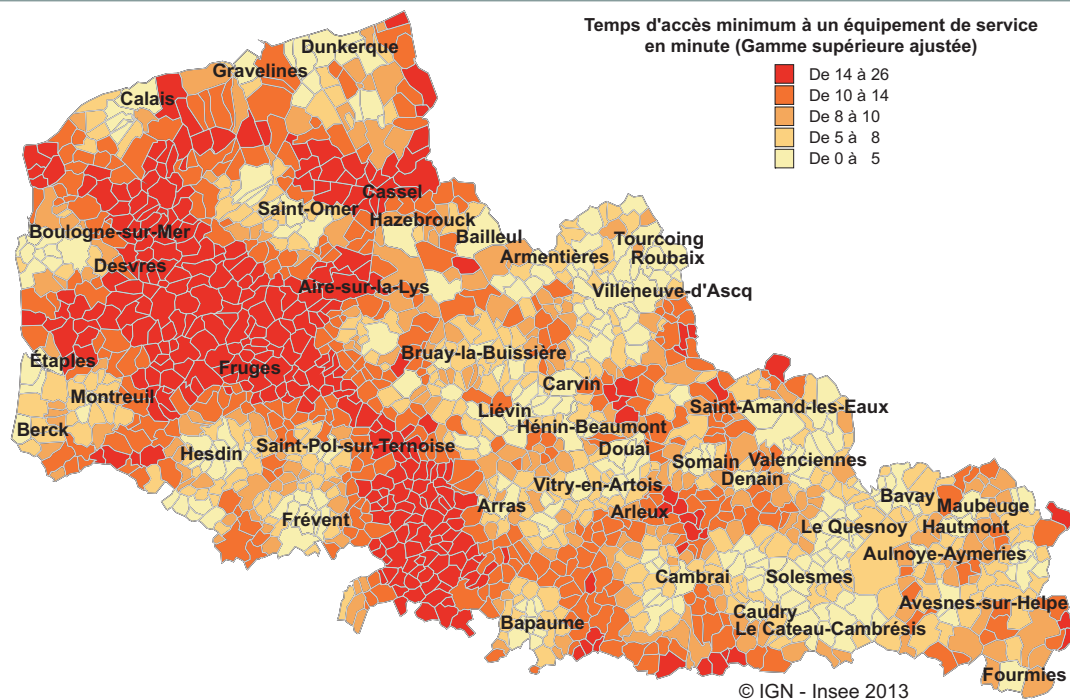 Temps d'accès minimum à un équipement de service
en minute (Gamme supérieure ajustée)
De 14 à 26
De 10 à 14
De 8 à 10
De 5 à 8
De 0 à 5
Dunkerque
Gravelines
Calais
Cassel
Saint-Omer
Hazebrouck
Boulogne-sur-Mer
Bailleul
Tourcoing
Armentières
Roubaix
Desvres
Aire-sur-la-Lys
Villeneuve-d'Ascq
Bruay-la-Buissière
Étaples
Fruges
Carvin
Montreuil
Liévin
Saint-Amand-les-Eaux
Berck
Hénin-Beaumont
Hesdin
Saint-Pol-sur-Ternoise
Douai
Somain
Valenciennes
Denain
Vitry-en-Artois
Bavay
Arras
Arleux
Maubeuge
Frévent
Le Quesnoy
Hautmont
Aulnoye-Aymeries
Cambrai
Solesmes
Avesnes-sur-Helpe
Caudry
Bapaume
Le Cateau-Cambrésis
Fourmies
© IGN - Insee 2013